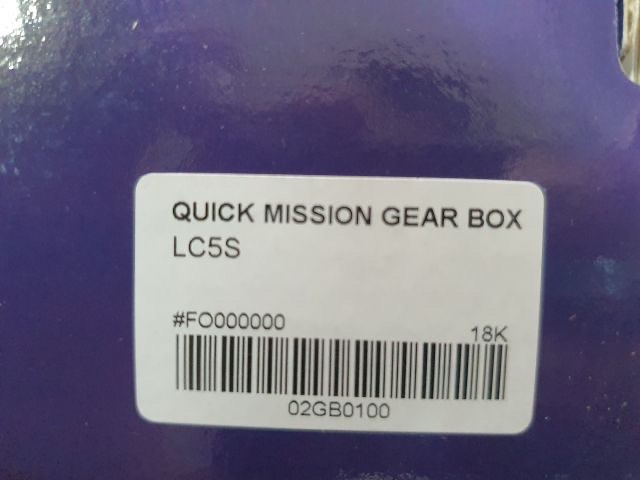 QUICK MISSION GEAR BOX
LC5S
#FO000000
18K
02GB0100